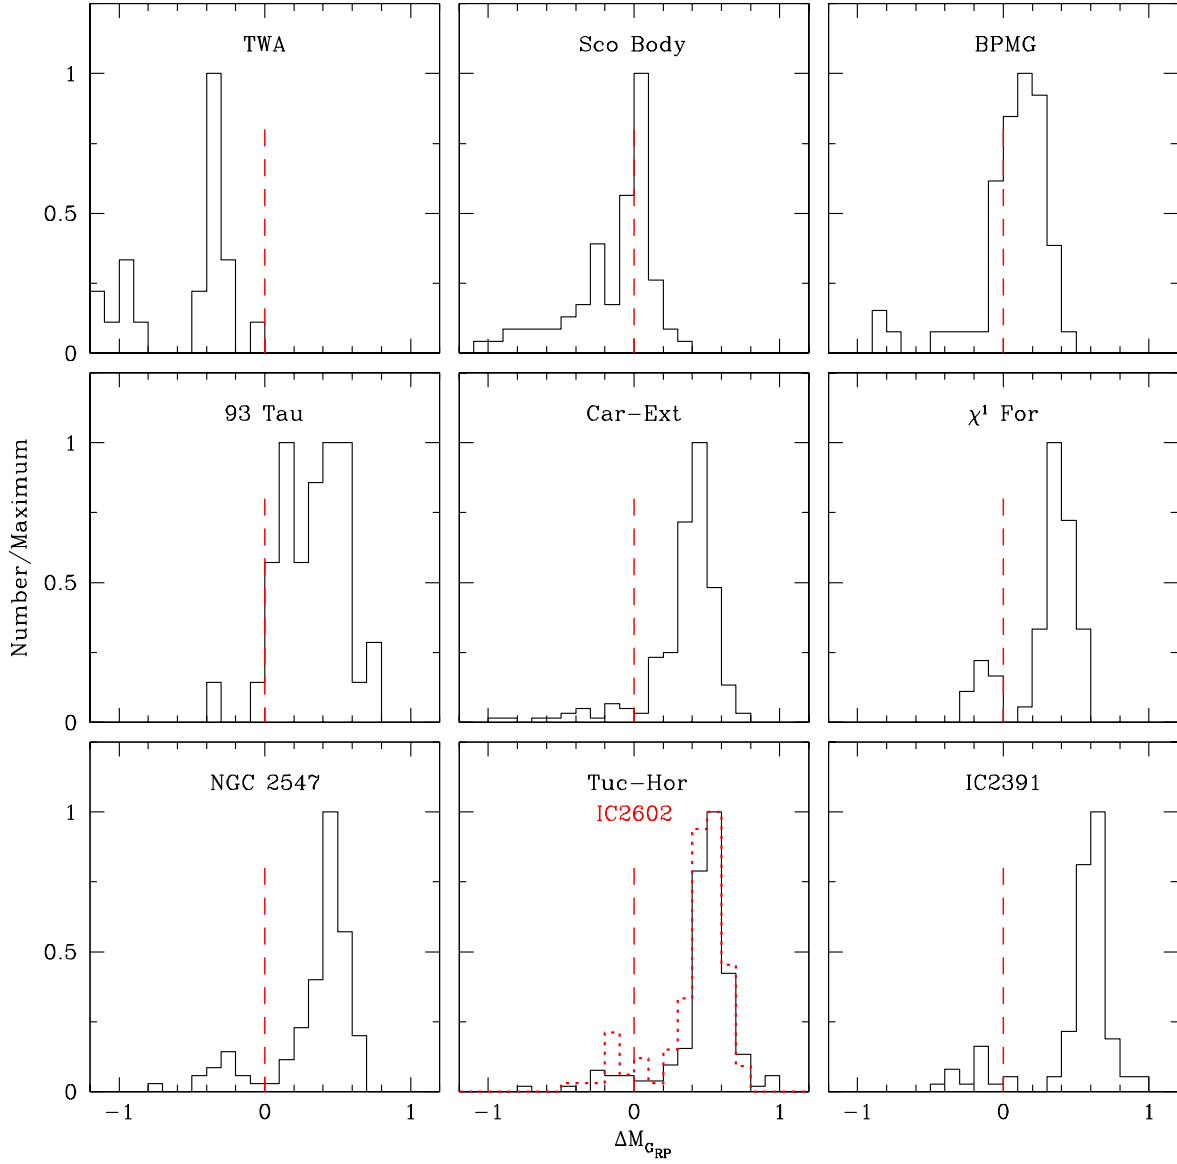 TWA
Sco Body
BPMG
1
0.5
0
93 Tau
Car-Ext
χ¹ For
1
0.5
0
Number/Maximum
NGC 2547
Tuc-Hor
IC2602
IC2391
1
0.5
0
-1 0 1
-1 0 1
-1 0 1
ΔM_G_RP